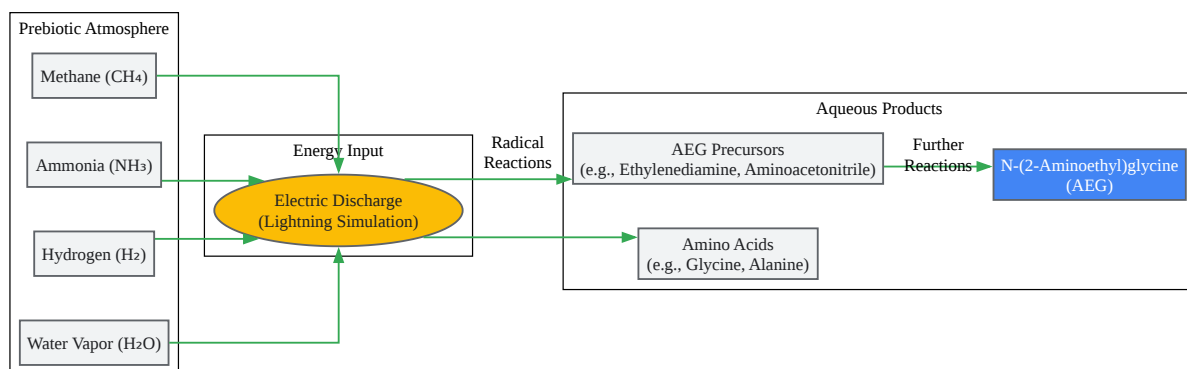 Prebiotic Atmosphere
Methane (CH₄)
Ammonia (NH₃)
Hydrogen (H₂)
Water Vapor (H₂O)
Energy Input
Electric Discharge
(Lightning Simulation)
Radical
Reactions
Aqueous Products
AEG Precursors
(e.g., Ethylenediamine, Aminoacetonitrile)
Further
Reactions
N-(2-Aminoethyl)glycine
(AEG)
Amino Acids
(e.g., Glycine, Alanine)